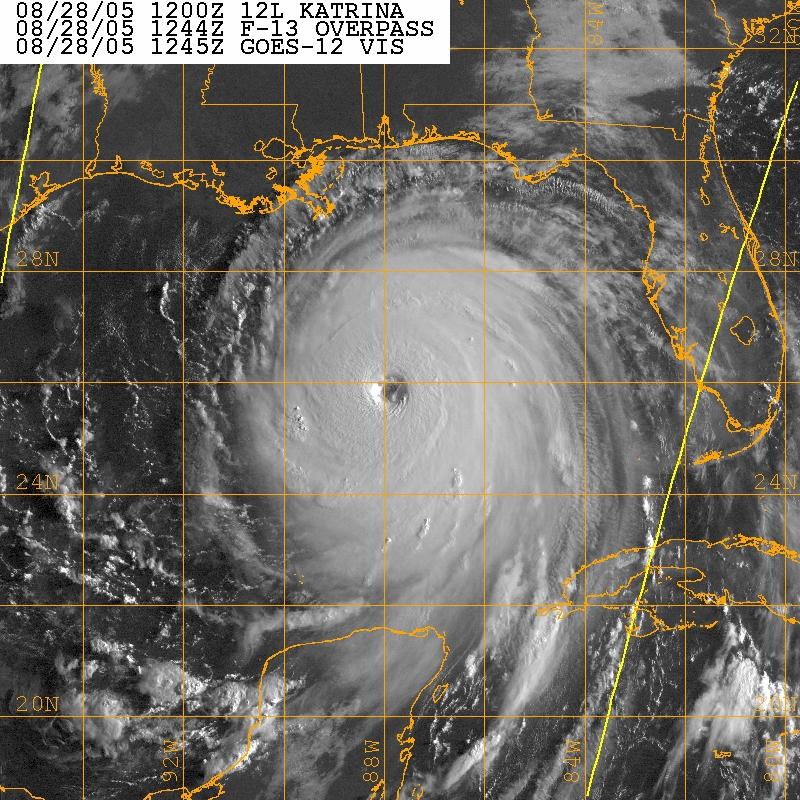 08/28/05 1200Z 12L KATRINA
08/28/05 1244Z F-13 OVERPASS
08/28/05 1245Z GOES-12 VIS
84W
32N
28N
28N
24N
24N
20N
20N
92W
88W
84W
80W